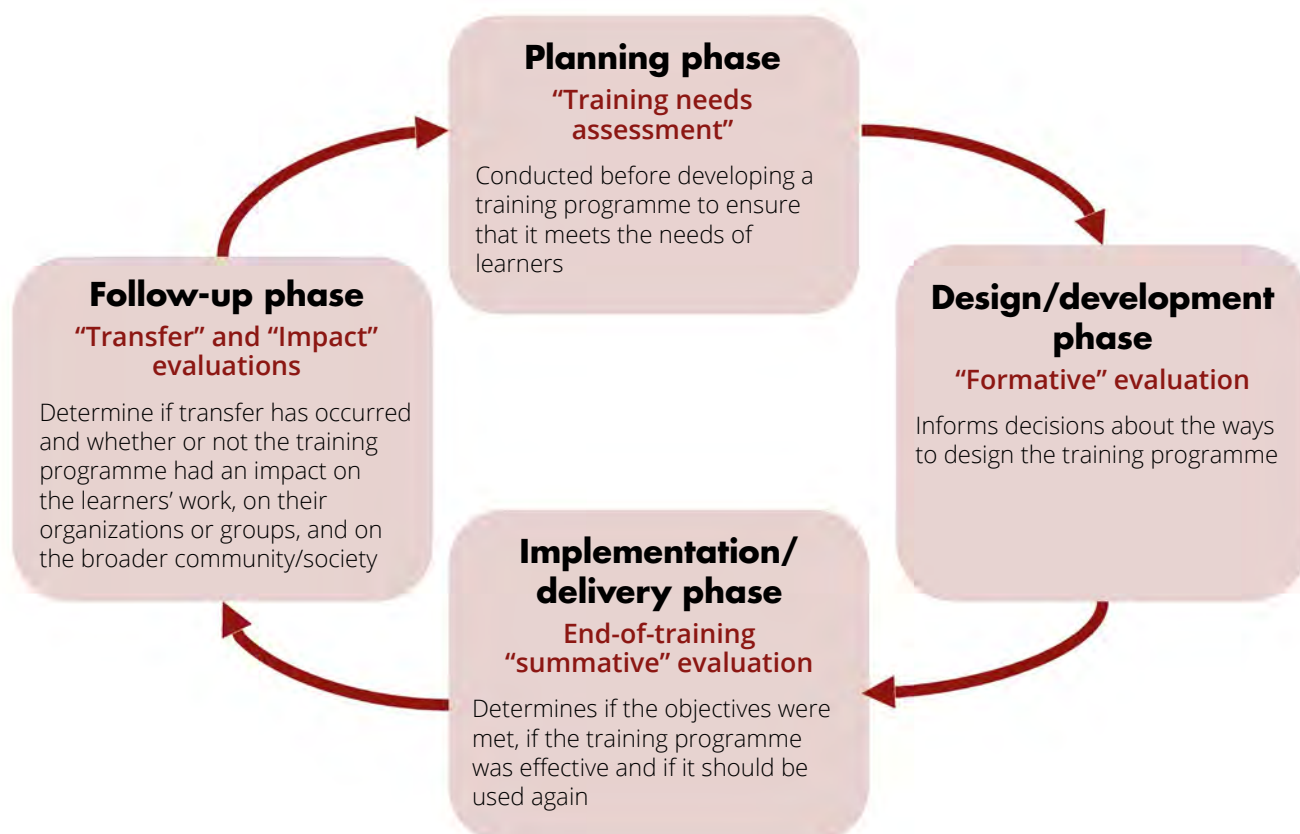 Planning phase
“Training needs
assessment”
Conducted before developing a
training programme to ensure
that it meets the needs of
learners
Design/development
phase
“Formative” evaluation
Informs decisions about the ways
to design the training programme
Implementation/
delivery phase
End-of-training
“summative” evaluation
Determines if the objectives were
met, if the training programme
was effective and if it should be
used again
Follow-up phase
“Transfer” and “Impact”
evaluations
Determine if transfer has occurred
and whether or not the training
programme had an impact on
the learners’ work, on their
organizations or groups, and on
the broader community/society